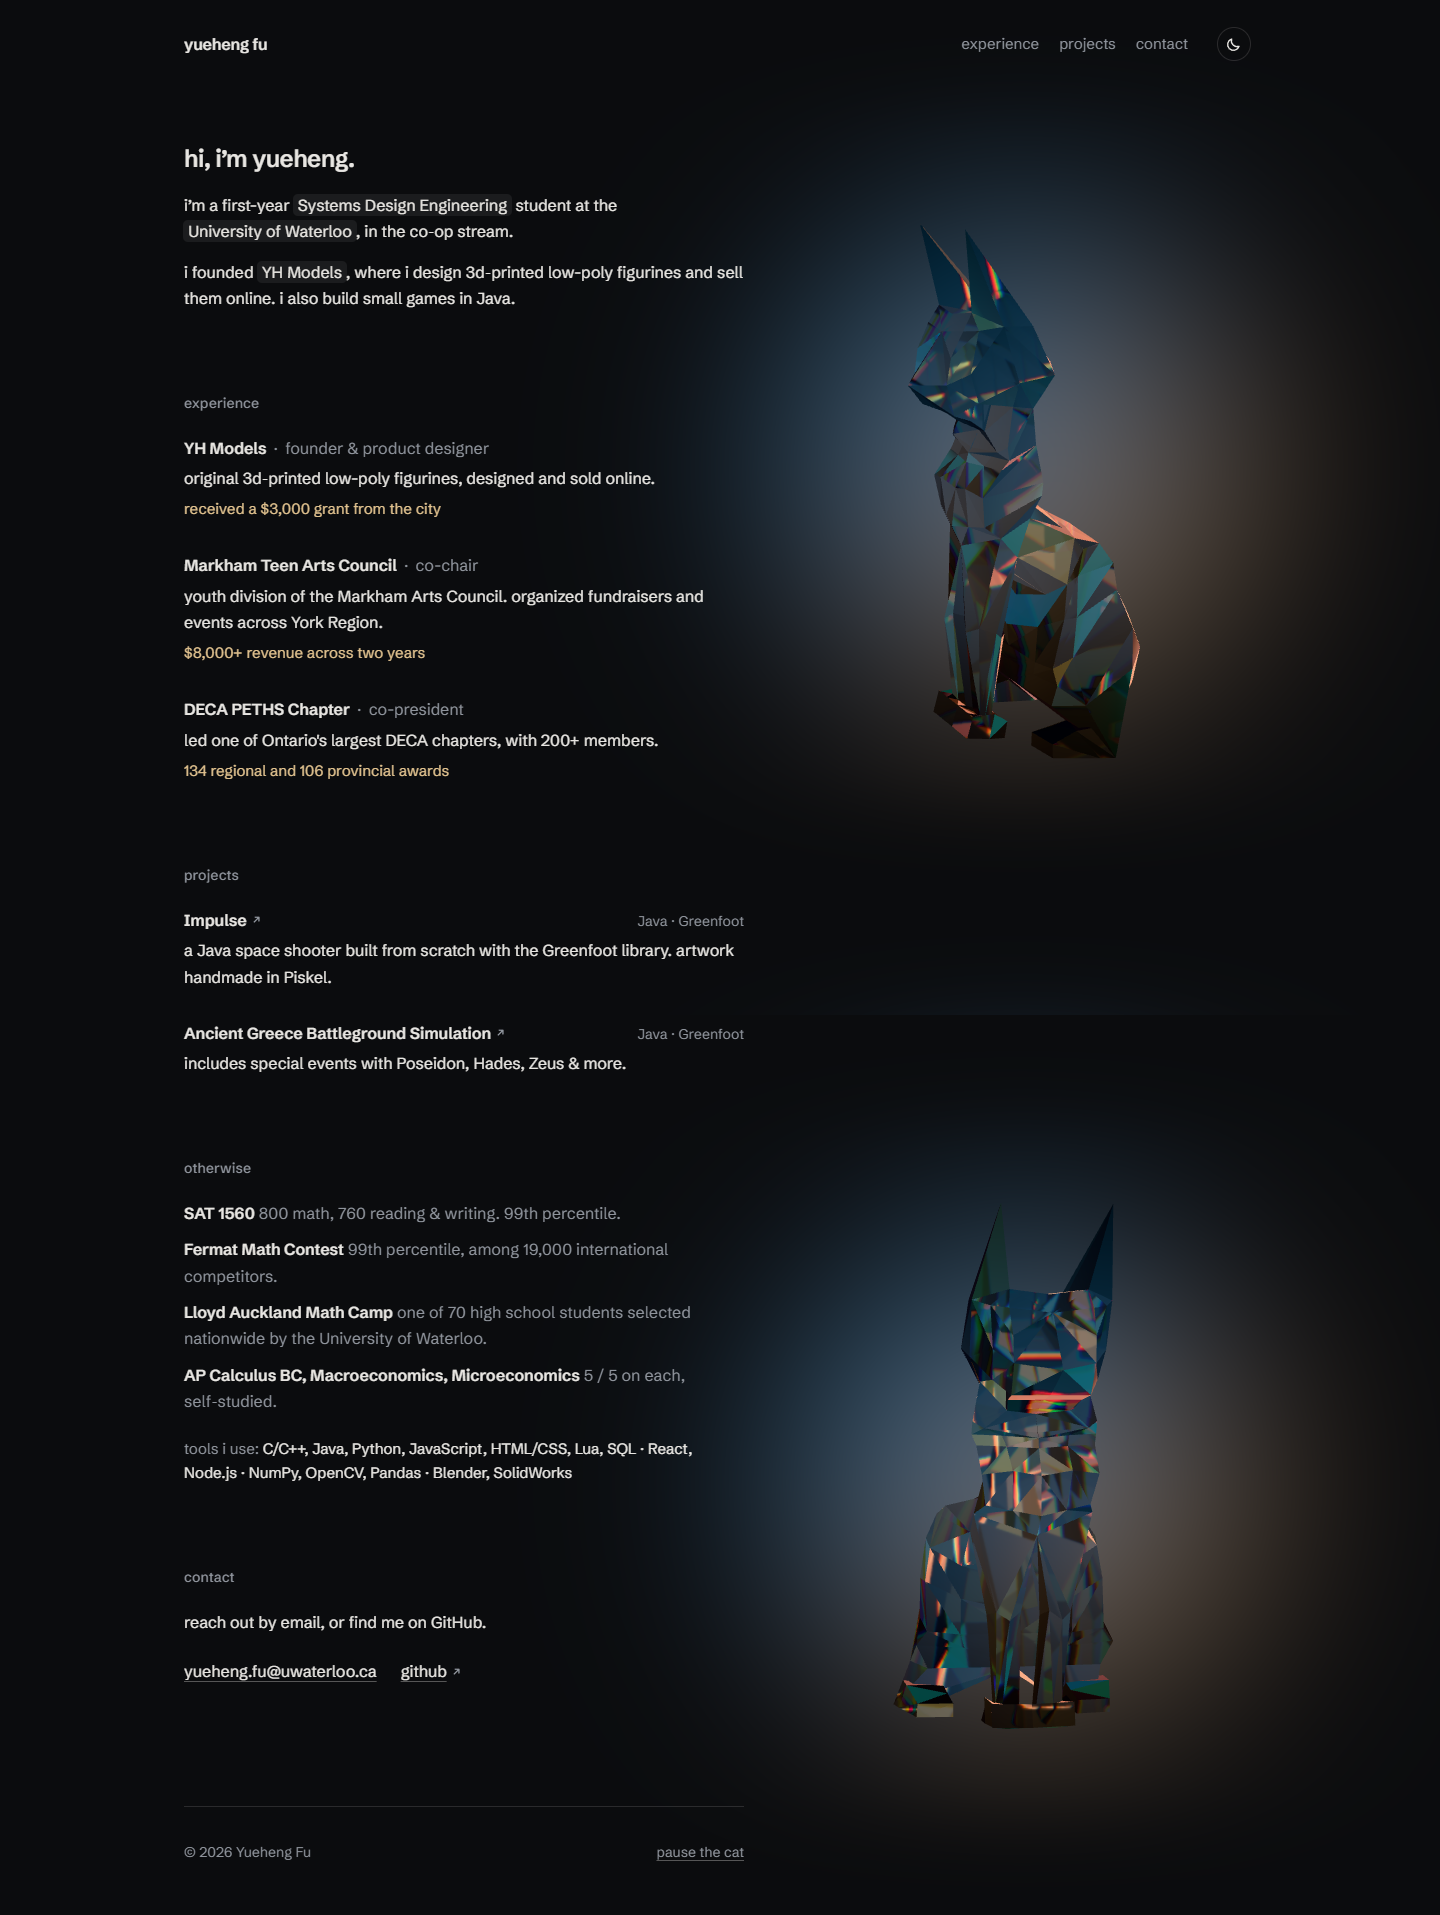 yueheng fu
experience projects contact
hi, i’m yueheng.
i’m a first-year Systems Design Engineering student at the
University of Waterloo, in the co-op stream.
i founded YH Models, where i design 3d-printed low-poly figurines and sell
them online. i also build small games in Java.
experience
YH Models · founder & product designer
original 3d-printed low-poly figurines, designed and sold online.
received a $3,000 grant from the city
Markham Teen Arts Council · co-chair
youth division of the Markham Arts Council. organized fundraisers and
events across York Region.
$8,000+ revenue across two years
DECA PETHS Chapter · co-president
led one of Ontario's largest DECA chapters, with 200+ members.
134 regional and 106 provincial awards
projects
Impulse ↗ Java · Greenfoot
a Java space shooter built from scratch with the Greenfoot library. artwork
handmade in Piskel.
Ancient Greece Battleground Simulation ↗ Java · Greenfoot
includes special events with Poseidon, Hades, Zeus & more.
otherwise
SAT 1560 800 math, 760 reading & writing. 99th percentile.
Fermat Math Contest 99th percentile, among 19,000 international
competitors.
Lloyd Auckland Math Camp one of 70 high school students selected
nationwide by the University of Waterloo.
AP Calculus BC, Macroeconomics, Microeconomics 5 / 5 on each,
self-studied.
tools i use: C/C++, Java, Python, JavaScript, HTML/CSS, Lua, SQL · React,
Node.js · NumPy, OpenCV, Pandas · Blender, SolidWorks
contact
reach out by email, or find me on GitHub.
yueheng.fu@uwaterloo.ca github ↗
© 2026 Yueheng Fu pause the cat